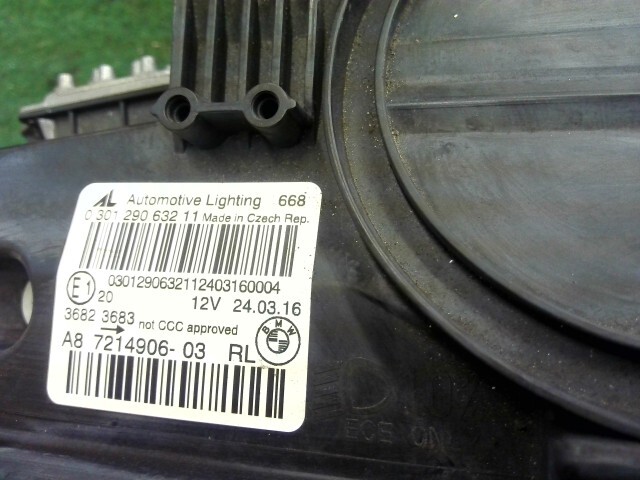 AL Automotive Lighting 668
0 301 290 632 11 Made in Czech Rep.
0301290632112403160004
E1 20 12V 24.03.16
3682 3683 not CCC approved
A8 7214906-03 RL BMW